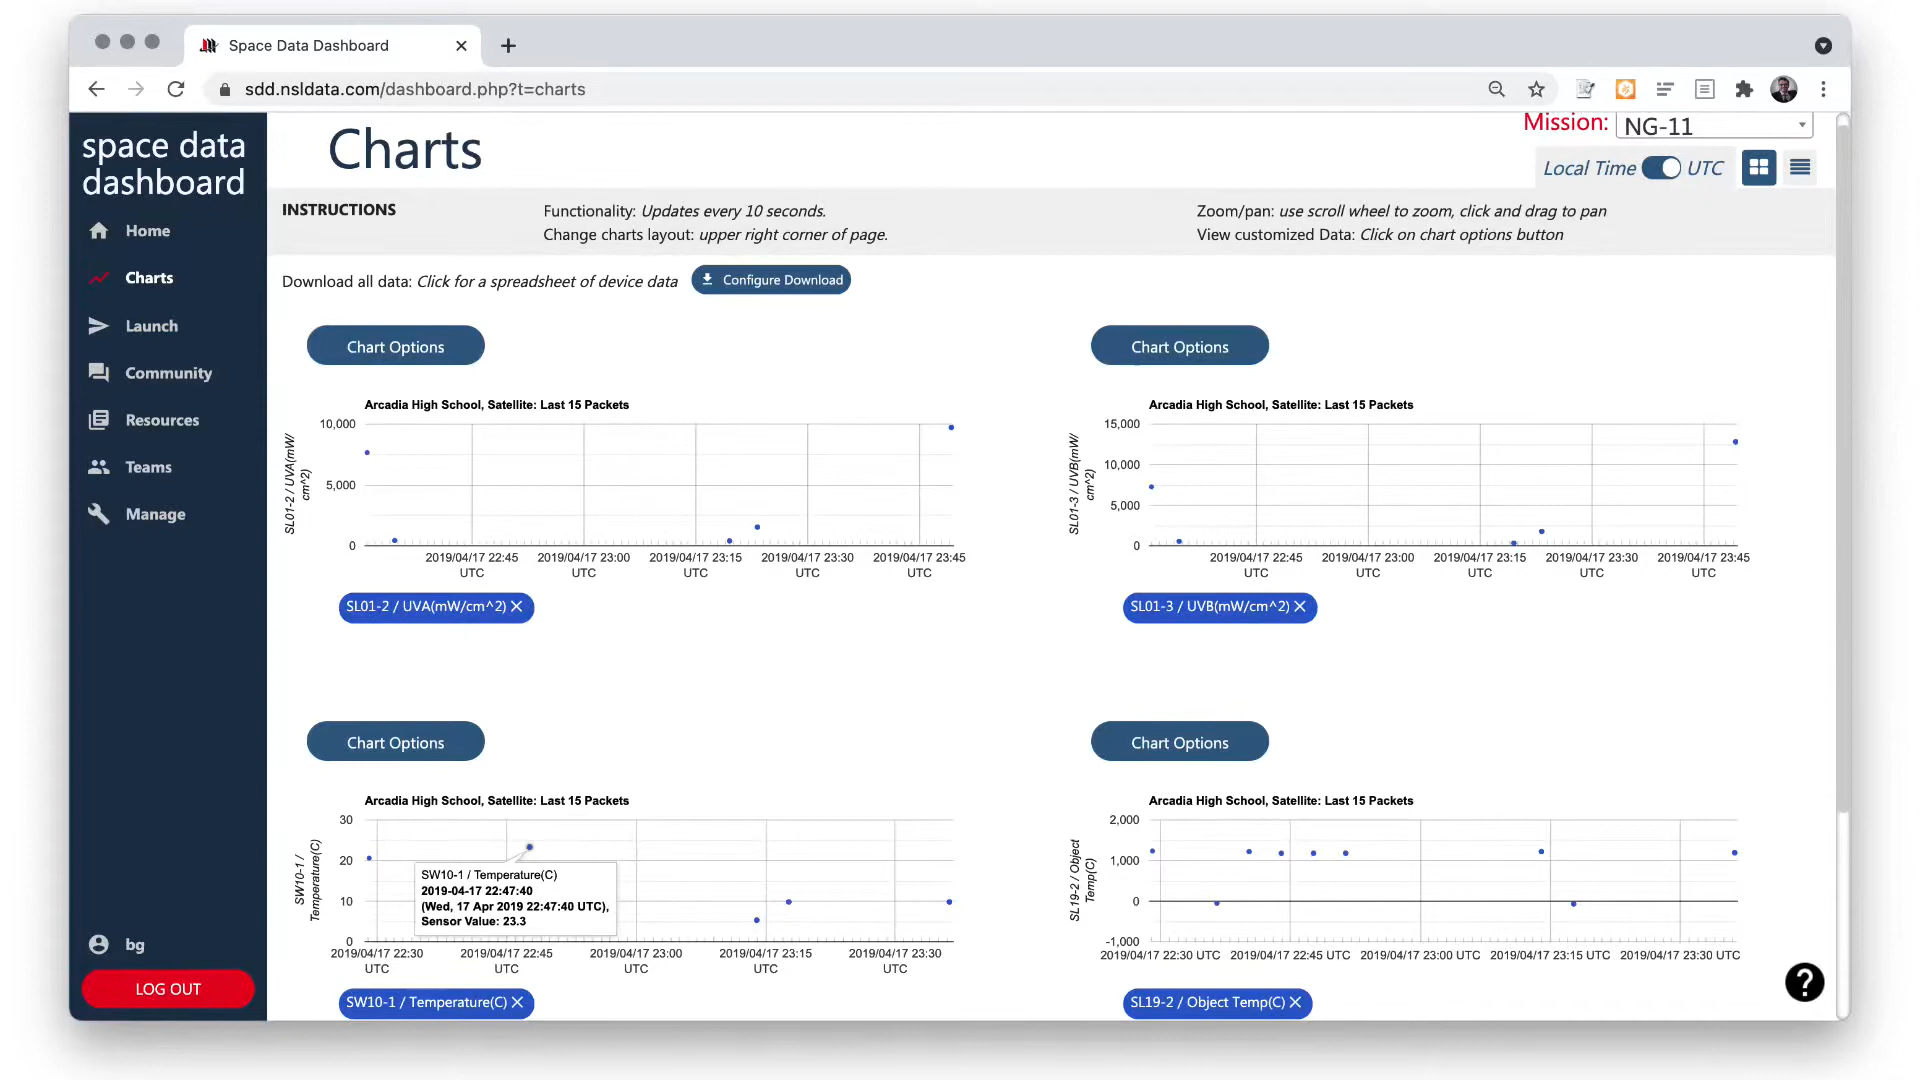 Space Data Dashboard
sdd.nsldata.com/dashboard.php?t=charts
space data
dashboard
Home
Charts
Launch
Community
Resources
Teams
Manage
bg
LOG OUT
Charts
Mission: NG-11
Local Time UTC
INSTRUCTIONS
Functionality: Updates every 10 seconds.
Change charts layout: upper right corner of page.
Zoom/pan: use scroll wheel to zoom, click and drag to pan
View customized Data: Click on chart options button
Download all data: Click for a spreadsheet of device data Configure Download
Chart Options
Arcadia High School, Satellite: Last 15 Packets
SL01-2 / UVA(mW/
cm^2)
10,000
5,000
0
2019/04/17 22:45 2019/04/17 23:00 2019/04/17 23:15 2019/04/17 23:30 2019/04/17 23:45
UTC UTC UTC UTC UTC
SL01-2 / UVA(mW/cm^2)
Chart Options
Arcadia High School, Satellite: Last 15 Packets
SL01-3 / UVB(mW/
cm^2)
15,000
10,000
5,000
0
2019/04/17 22:45 2019/04/17 23:00 2019/04/17 23:15 2019/04/17 23:30 2019/04/17 23:45
UTC UTC UTC UTC UTC
SL01-3 / UVB(mW/cm^2)
Chart Options
Arcadia High School, Satellite: Last 15 Packets
SW10-1 /
Temperature(C)
30
20
10
0
SW10-1 / Temperature(C)
2019-04-17 22:47:40
(Wed, 17 Apr 2019 22:47:40 UTC),
Sensor Value: 23.3
2019/04/17 22:30 2019/04/17 22:45 2019/04/17 23:00 2019/04/17 23:15 2019/04/17 23:30
UTC UTC UTC UTC UTC
SW10-1 / Temperature(C)
Chart Options
Arcadia High School, Satellite: Last 15 Packets
SL19-2 / Object
Temp(C)
2,000
1,000
0
-1,000
2019/04/17 22:30 UTC 2019/04/17 22:45 UTC 2019/04/17 23:00 UTC 2019/04/17 23:15 UTC 2019/04/17 23:30 UTC
SL19-2 / Object Temp(C)
?